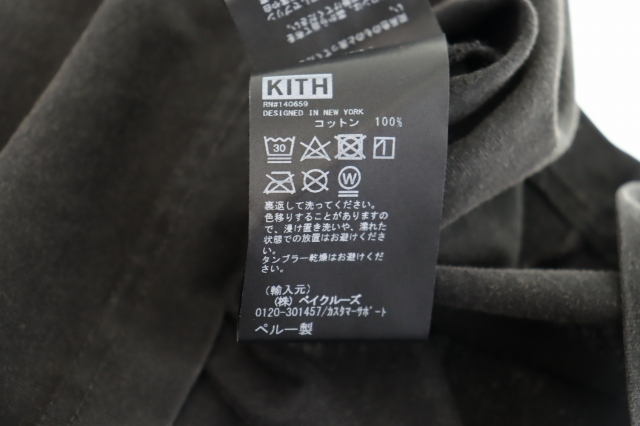 KITH
RN#140659
DESIGNED IN NEW YORK
コットン 100%
30
W
裏返して洗ってください。
色移りすることがありますの
で、浸け置き洗いや、濡れた
状態での放置はお避けくださ
い。
タンブラー乾燥はお避けください。
(輸入元)
(株) ベイクルーズ
0120-301457/カスタマーサポート
ペルー製